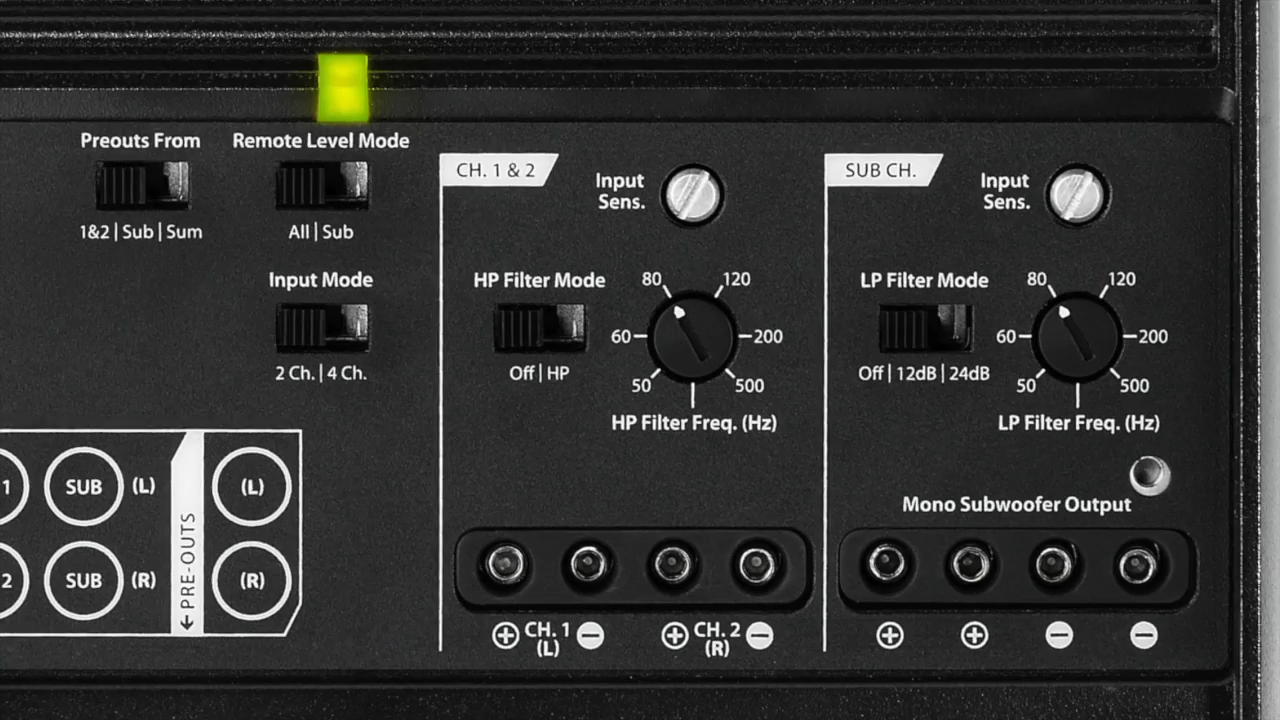 Preouts From
1&2 | Sub | Sum
Remote Level Mode
All | Sub
Input Mode
2 Ch. | 4 Ch.
1
SUB
(L)
2
SUB
(R)
←PRE-OUTS
(L)
(R)
CH. 1 & 2
Input
Sens.
HP Filter Mode
Off | HP
80
120
60
200
50
500
HP Filter Freq. (Hz)
+ CH. 1 −
(L)
+ CH. 2 −
(R)
SUB CH.
Input
Sens.
LP Filter Mode
Off | 12dB | 24dB
80
120
60
200
50
500
LP Filter Freq. (Hz)
Mono Subwoofer Output
+ + − −